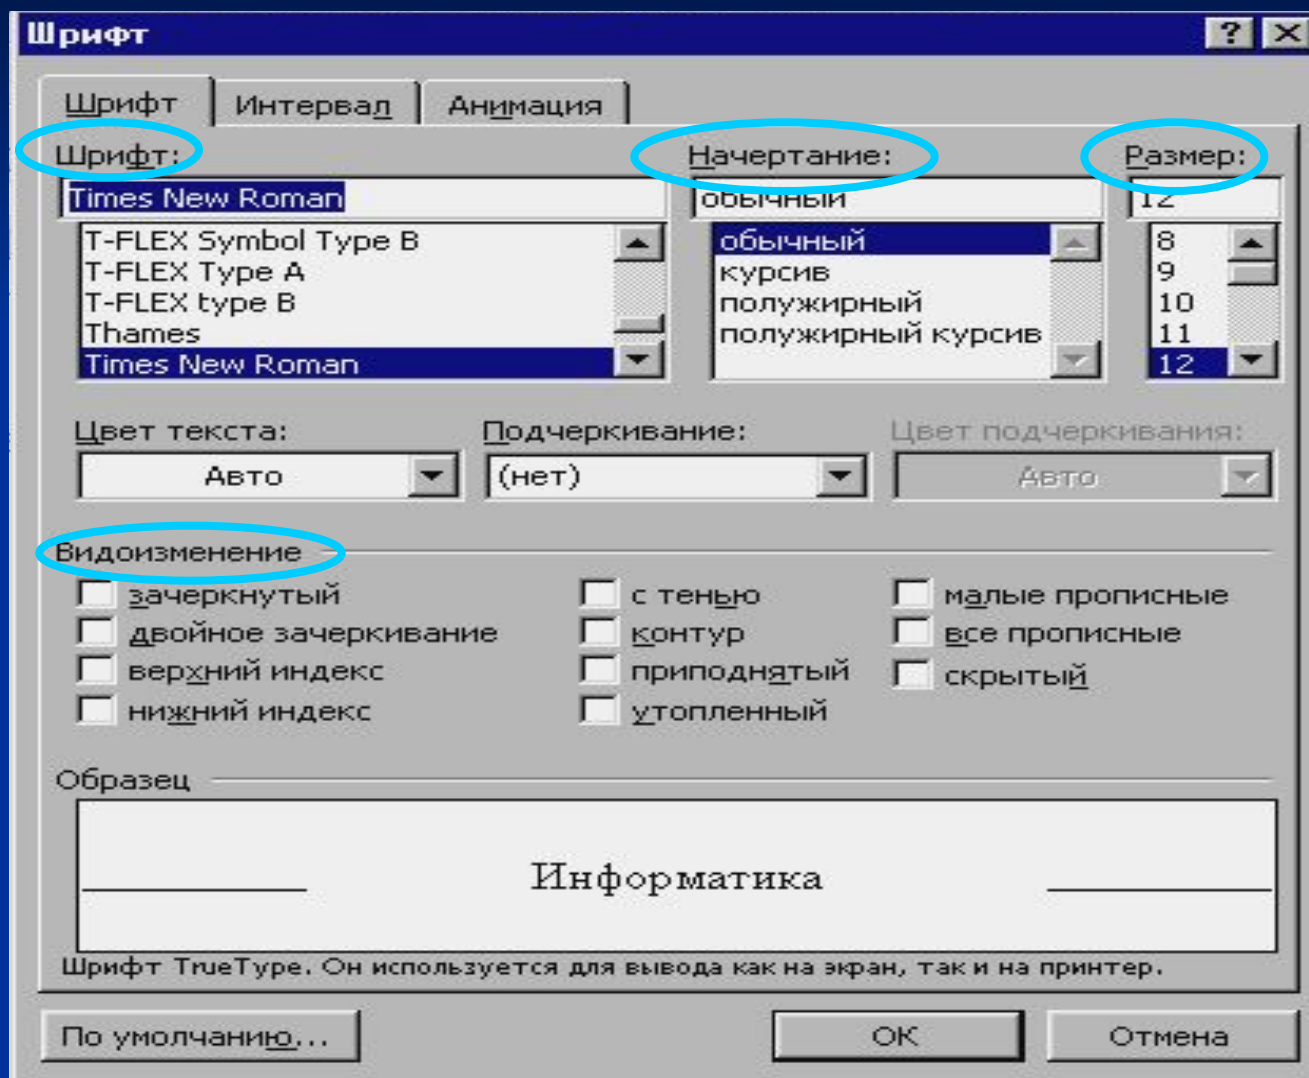 Шрифт
Шрифт Интервал Анимация
Шрифт: Начертание: Размер:
Times New Roman обычный 12
T-FLEX Symbol Type B обычный 8
T-FLEX Type A курсив 9
T-FLEX type B полужирный 10
Thames полужирный курсив 11
Times New Roman 12
Цвет текста: Подчеркивание: Цвет подчеркивания:
Авто (нет) Авто
Видоизменение
зачеркнутый с тенью малые прописные
двойное зачеркивание контур все прописные
верхний индекс приподнятый скрытый
нижний индекс утопленный
Образец
Информатика
Шрифт TrueType. Он используется для вывода как на экран, так и на принтер.
По умолчанию... ОК Отмена